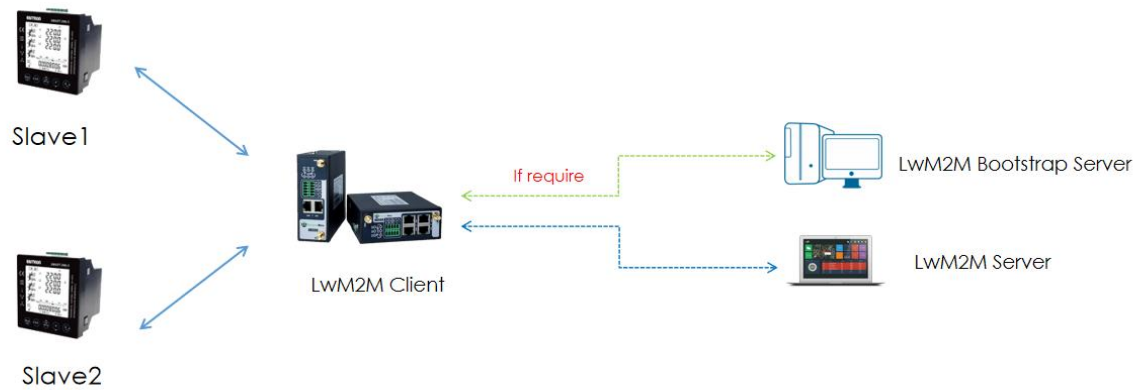 Slave1
If require
LwM2M Bootstrap Server
LwM2M Client
LwM2M Server
Slave2